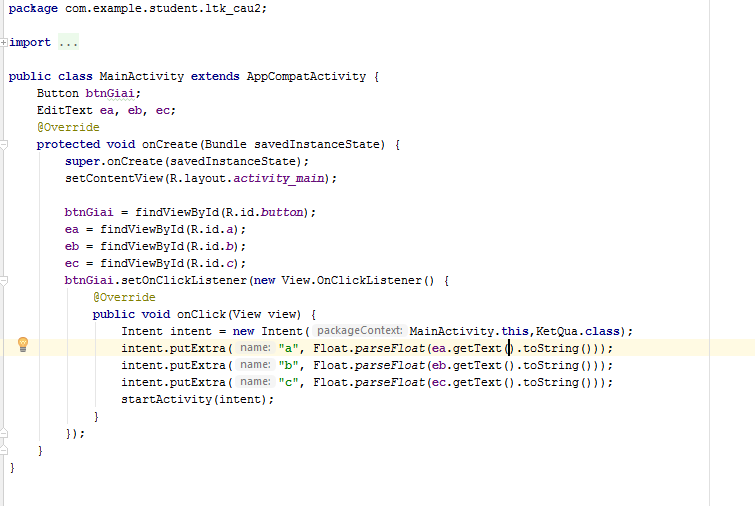 package com.example.student.ltk_cau2;
import ...
public class MainActivity extends AppCompatActivity {
Button btnGiai;
EditText ea, eb, ec;
@Override
protected void onCreate(Bundle savedInstanceState) {
super.onCreate(savedInstanceState);
setContentView(R.layout.activity_main);
btnGiai = findViewById(R.id.button);
ea = findViewById(R.id.a);
eb = findViewById(R.id.b);
ec = findViewById(R.id.c);
btnGiai.setOnClickListener(new View.OnClickListener() {
@Override
public void onClick(View view) {
Intent intent = new Intent( packageContext: MainActivity.this,KetQua.class);
intent.putExtra( name: "a", Float.parseFloat(ea.getText().toString()));
intent.putExtra( name: "b", Float.parseFloat(eb.getText().toString()));
intent.putExtra( name: "c", Float.parseFloat(ec.getText().toString()));
startActivity(intent);
}
});
}
}